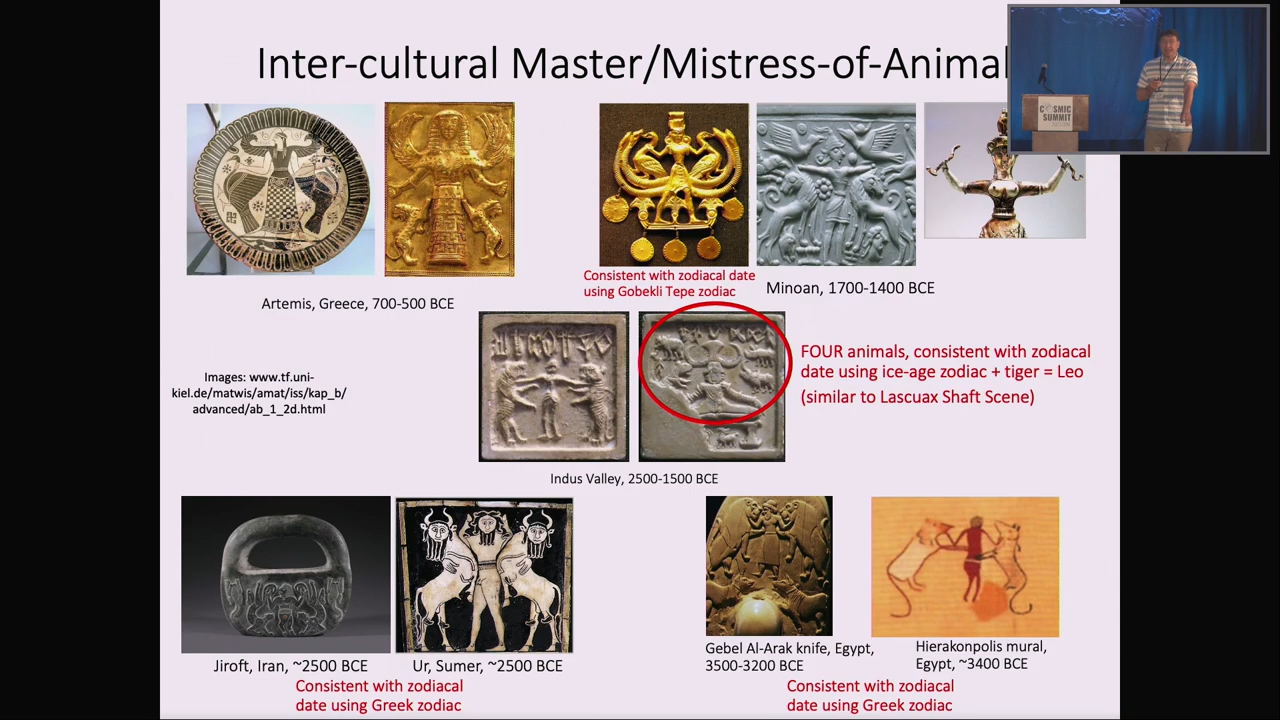 Inter-cultural Master/Mistress-of-Animal
COSMIC
SUMMIT
Artemis, Greece, 700-500 BCE
Consistent with zodiacal date
using Gobekli Tepe zodiac
Minoan, 1700-1400 BCE
Images: www.tf.uni-
kiel.de/matwis/amat/iss/kap_b/
advanced/ab_1_2d.html
FOUR animals, consistent with zodiacal
date using ice-age zodiac + tiger = Leo
(similar to Lascuax Shaft Scene)
Indus Valley, 2500-1500 BCE
Jiroft, Iran, ~2500 BCE
Ur, Sumer, ~2500 BCE
Consistent with zodiacal
date using Greek zodiac
Gebel Al-Arak knife, Egypt,
3500-3200 BCE
Hierakonpolis mural,
Egypt, ~3400 BCE
Consistent with zodiacal
date using Greek zodiac